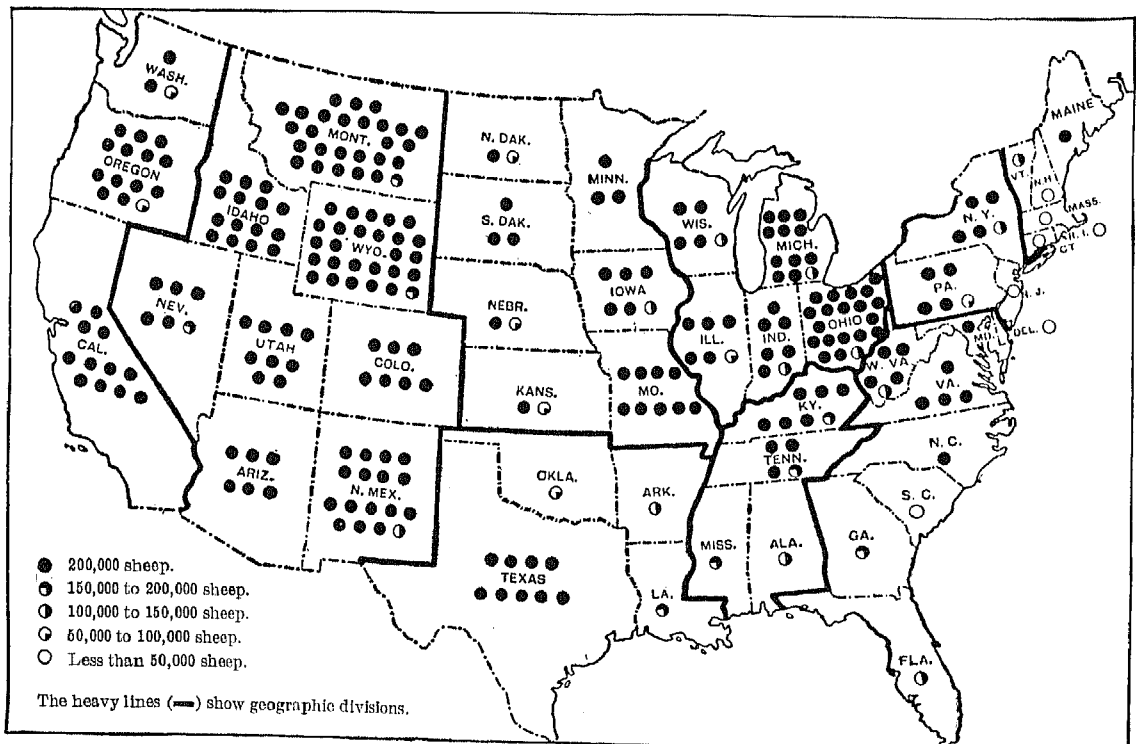 WASH.
OREGON
CAL.
NEV.
IDAHO
MONT.
WYO.
UTAH
COLO.
ARIZ.
N. MEX.
N. DAK.
S. DAK.
NEBR.
KANS.
OKLA.
TEXAS
MINN.
IOWA
MO.
ARK.
LA.
WIS.
MICH.
ILL.
IND.
OHIO
KY.
TENN.
MISS.
ALA.
MAINE
VT.
N.H.
MASS.
R. I.
CT.
N. Y.
PA.
N. J.
DEL.
MD.
W. VA.
VA.
N. C.
S. C.
GA.
FLA.
200,000 sheep.
150,000 to 200,000 sheep.
100,000 to 150,000 sheep.
50,000 to 100,000 sheep.
Less than 50,000 sheep.
The heavy lines (▬) show geographic divisions.